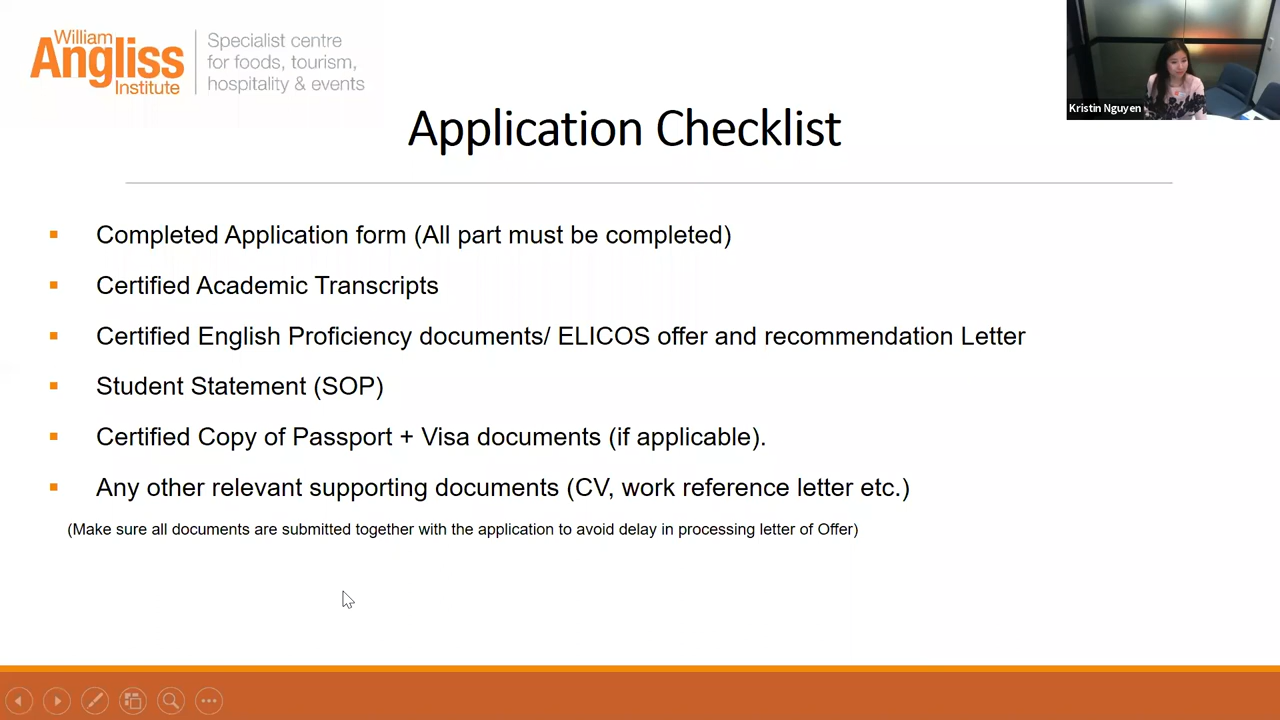 William
Angliss
Institute
Specialist centre
for foods, tourism,
hospitality & events
Kristin Nguyen
Application Checklist
Completed Application form (All part must be completed)
Certified Academic Transcripts
Certified English Proficiency documents/ ELICOS offer and recommendation Letter
Student Statement (SOP)
Certified Copy of Passport + Visa documents (if applicable).
Any other relevant supporting documents (CV, work reference letter etc.)
(Make sure all documents are submitted together with the application to avoid delay in processing letter of Offer)